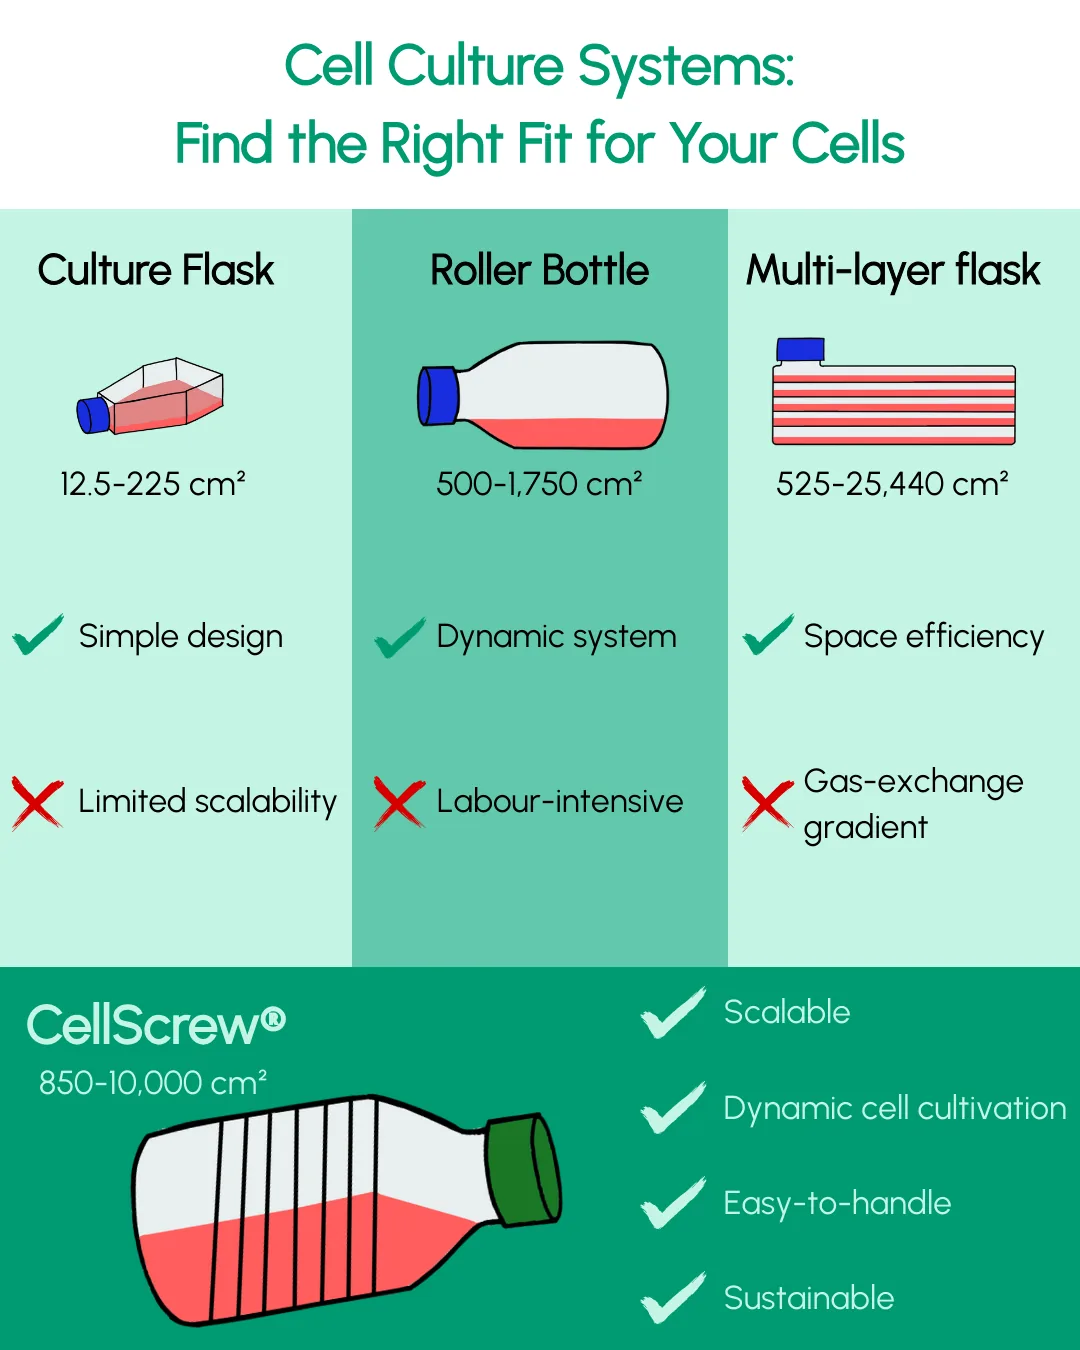 Cell Culture Systems:
Find the Right Fit for Your Cells
Culture Flask
12.5-225 cm²
Simple design
Limited scalability
Roller Bottle
500-1,750 cm²
Dynamic system
Labour-intensive
Multi-layer flask
525-25,440 cm²
Space efficiency
Gas-exchange
gradient
CellScrew®
850-10,000 cm²
Scalable
Dynamic cell cultivation
Easy-to-handle
Sustainable